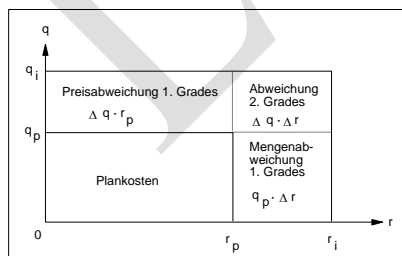 q
q i
Preisabweichung 1. Grades
Δ q · r p
Abweichung
2. Grades
Δ q · Δ r
q p
Plankosten
Mengenab-
weichung
1. Grades
q p · Δ r
0
r p
r i
r